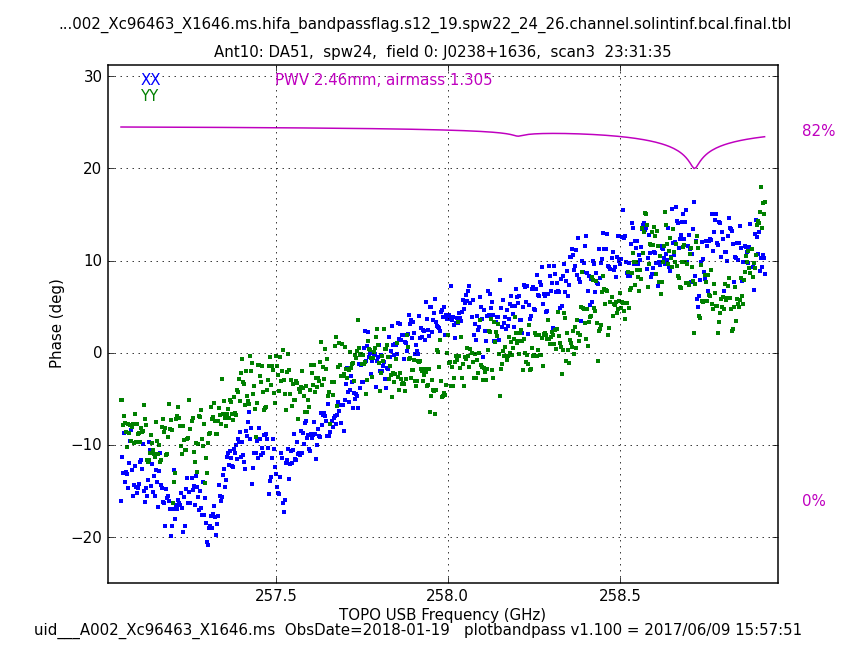 ...002_Xc96463_X1646.ms.hifa_bandpassflag.s12_19.spw22_24_26.channel.solintinf.bcal.final.tbl
Ant10: DA51,  spw24,  field 0: J0238+1636,  scan3  23:31:35
XX
YY
PWV 2.46mm, airmass 1.305
82%
0%
30
20
10
0
−10
−20
Phase (deg)
257.5
258.0
258.5
TOPO USB Frequency (GHz)
uid___A002_Xc96463_X1646.ms  ObsDate=2018-01-19   plotbandpass v1.100 = 2017/06/09 15:57:51